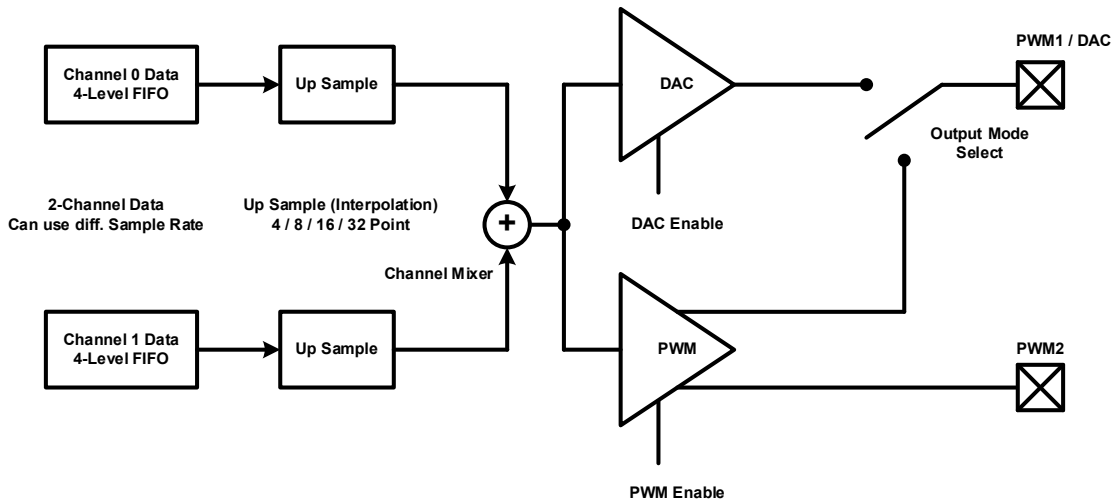 Channel 0 Data
4-Level FIFO
Up Sample
DAC
PWM1 / DAC
Output Mode
Select
2-Channel Data
Can use diff. Sample Rate
Up Sample (Interpolation)
4 / 8 / 16 / 32 Point
+
DAC Enable
Channel Mixer
Channel 1 Data
4-Level FIFO
Up Sample
PWM
PWM2
PWM Enable